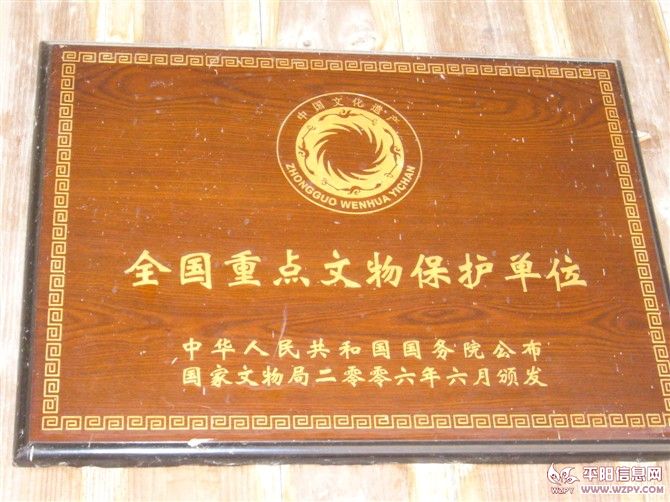 中国文化遗产
ZHONGGUO WENHUA YICHAN
全国重点文物保护单位
中华人民共和国国务院公布
国家文物局二零零六年六月颁发
平阳信息网
WZPY WWW.WZPY.COM